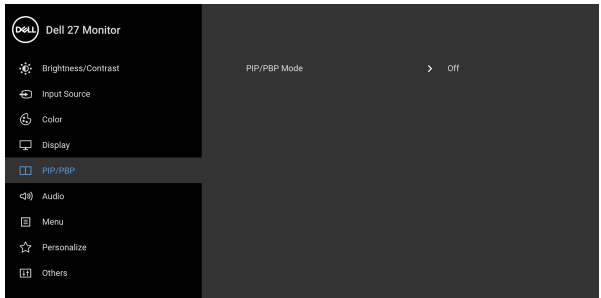 DELL Dell 27 Monitor
Brightness/Contrast
PIP/PBP Mode Off
Input Source
Color
Display
PIP/PBP
Audio
Menu
Personalize
Others